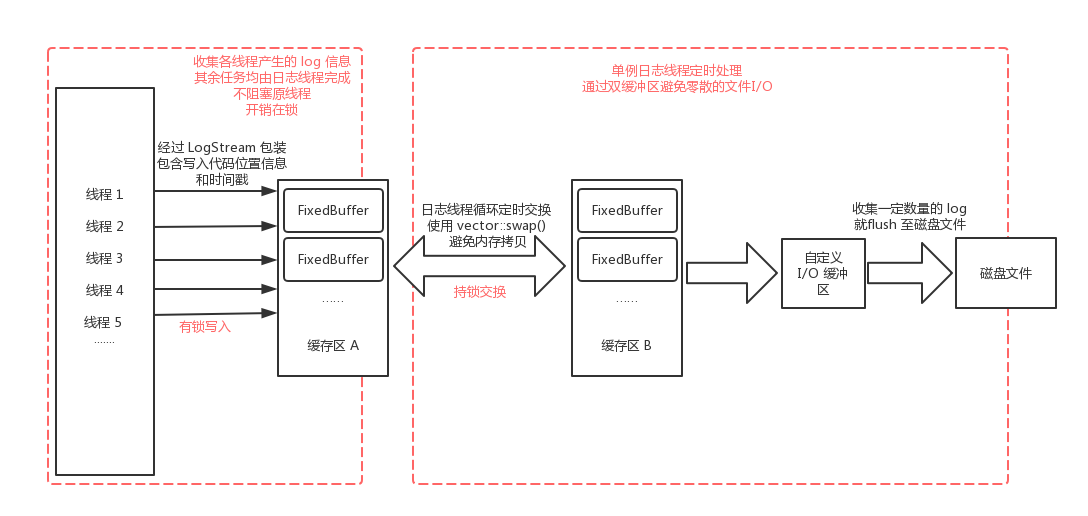 收集各线程产生的 log 信息
其余任务均由日志线程完成
不阻塞原线程
开销在锁
单例日志线程定时处理
通过双缓冲区避免零散的文件I/O
经过 LogStream 包装
包含写入代码位置信息
和时间戳
线程 1
线程 2
线程 3
线程 4
线程 5
.......
有锁写入
FixedBuffer
FixedBuffer
......
缓存区 A
日志线程循环定时交换
使用 vector::swap()
避免内存拷贝
持锁交换
FixedBuffer
FixedBuffer
......
缓存区 B
自定义
I/O 缓冲
区
收集一定数量的 log
就flush 至磁盘文件
磁盘文件